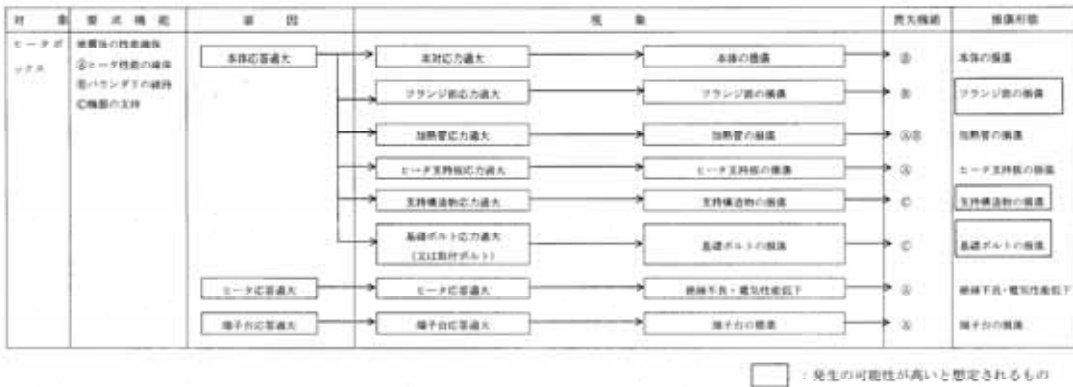 対 象 要 求 機 能 要 因 現 象 喪失機能 損傷形態
ヒータボ
ックス
地震後の性能確保
Ⓐヒータ性能の確保
Ⓑバウンダリの維持
Ⓒ機器の支持
本体応答過大 本体応力過大 本体の損傷 Ⓑ 本体の損傷
フランジ部応力過大 フランジ部の損傷 Ⓑ フランジ部の損傷
加熱管応力過大 加熱管の損傷 ⒶⒷ 加熱管の損傷
ヒータ支持板応力過大 ヒータ支持板の損傷 Ⓐ ヒータ支持板の損傷
支持構造物応力過大 支持構造物の損傷 Ⓒ 支持構造物の損傷
基礎ボルト応力過大
(又は取付ボルト)
基礎ボルトの損傷 Ⓒ 基礎ボルトの損傷
ヒータ応答過大 ヒータ応答過大 絶縁不良・電気性能低下 Ⓐ 絶縁不良・電気性能低下
端子台応答過大 端子台応答過大 端子台の損傷 Ⓐ 端子台の損傷
:発生の可能性が高いと想定されるもの